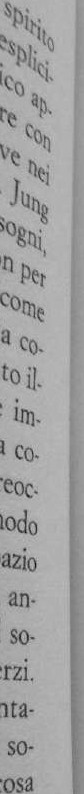 spirito
esplici-
ico ap-
re con
ve nei
Jung
sogni,
n per
come
a co-
to il-
e im-
a co-
reoc-
nodo
pazio
an-
so-
erzi.
nta-
so-
cosa